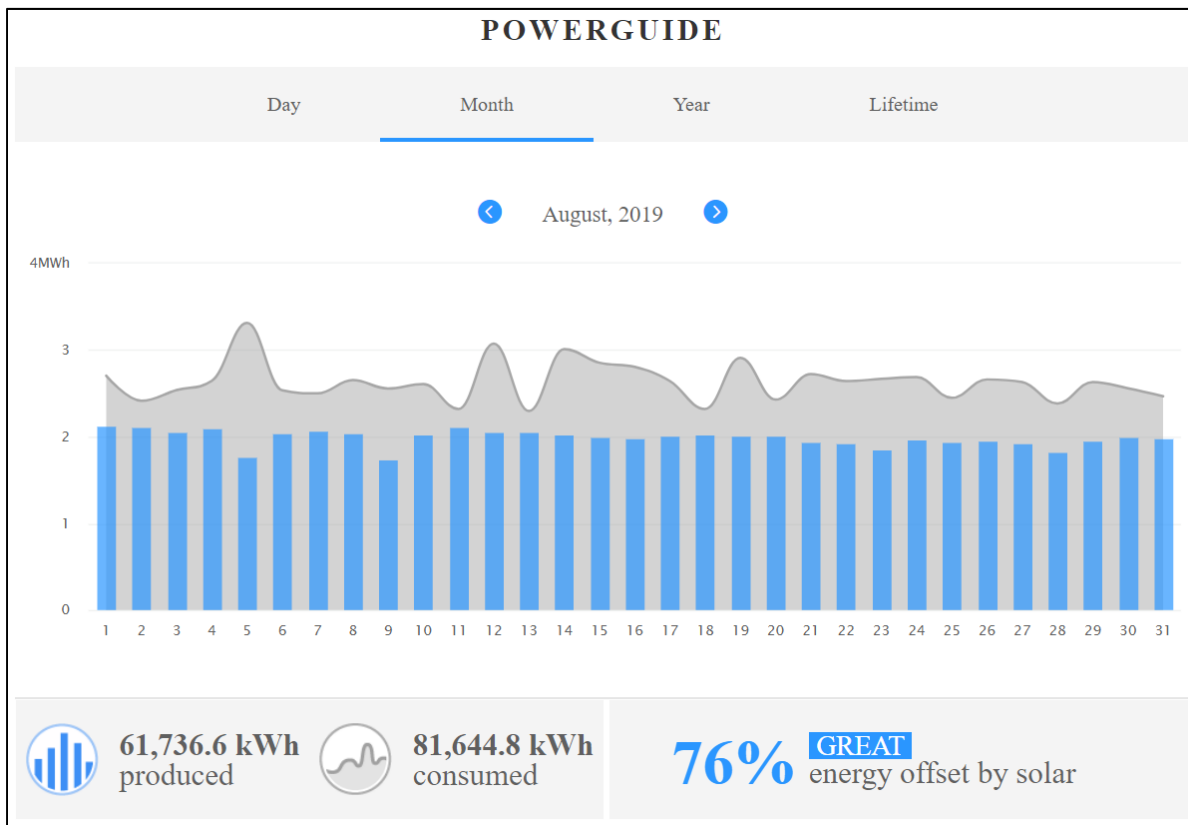 POWERGUIDE
Day Month Year Lifetime
August, 2019
4MWh
3
2
1
0
1 2 3 4 5 6 7 8 9 10 11 12 13 14 15 16 17 18 19 20 21 22 23 24 25 26 27 28 29 30 31
61,736.6 kWh
produced
81,644.8 kWh
consumed
76%
GREAT
energy offset by solar